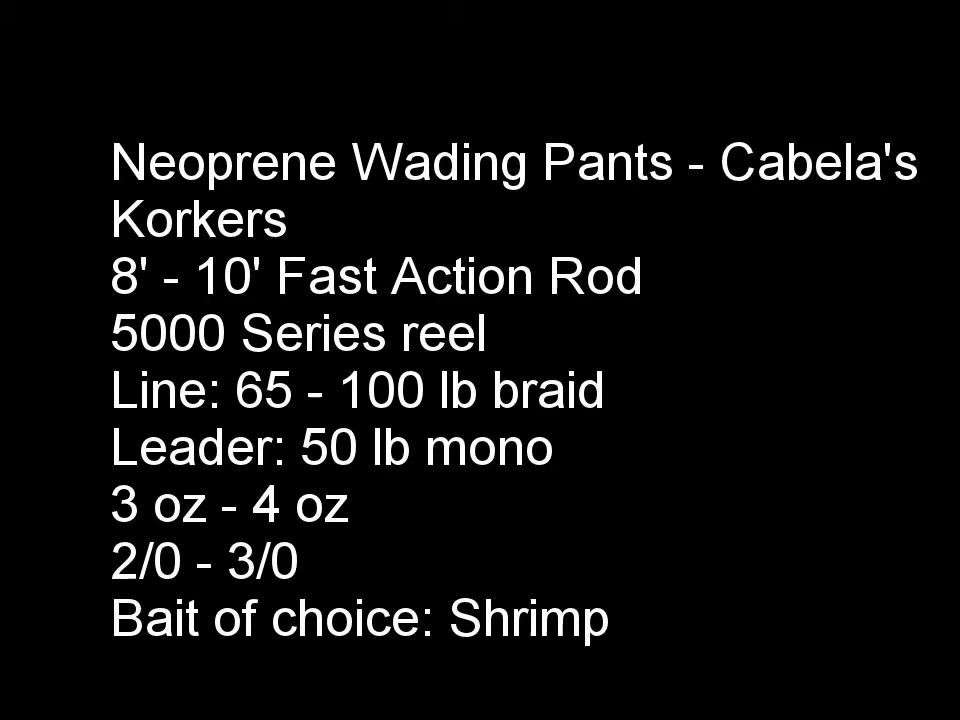 Neoprene Wading Pants - Cabela's
Korkers
8' - 10' Fast Action Rod
5000 Series reel
Line: 65 - 100 lb braid
Leader: 50 lb mono
3 oz - 4 oz
2/0 - 3/0
Bait of choice: Shrimp